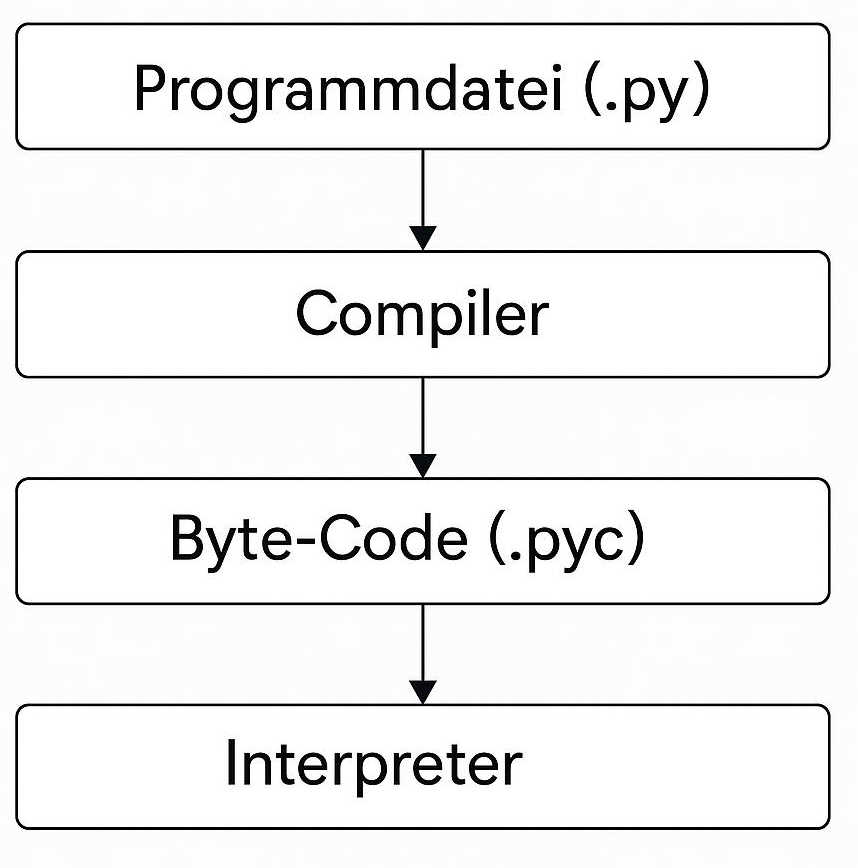 Programmdatei (.py)
Compiler
Byte-Code (.pyc)
Interpreter